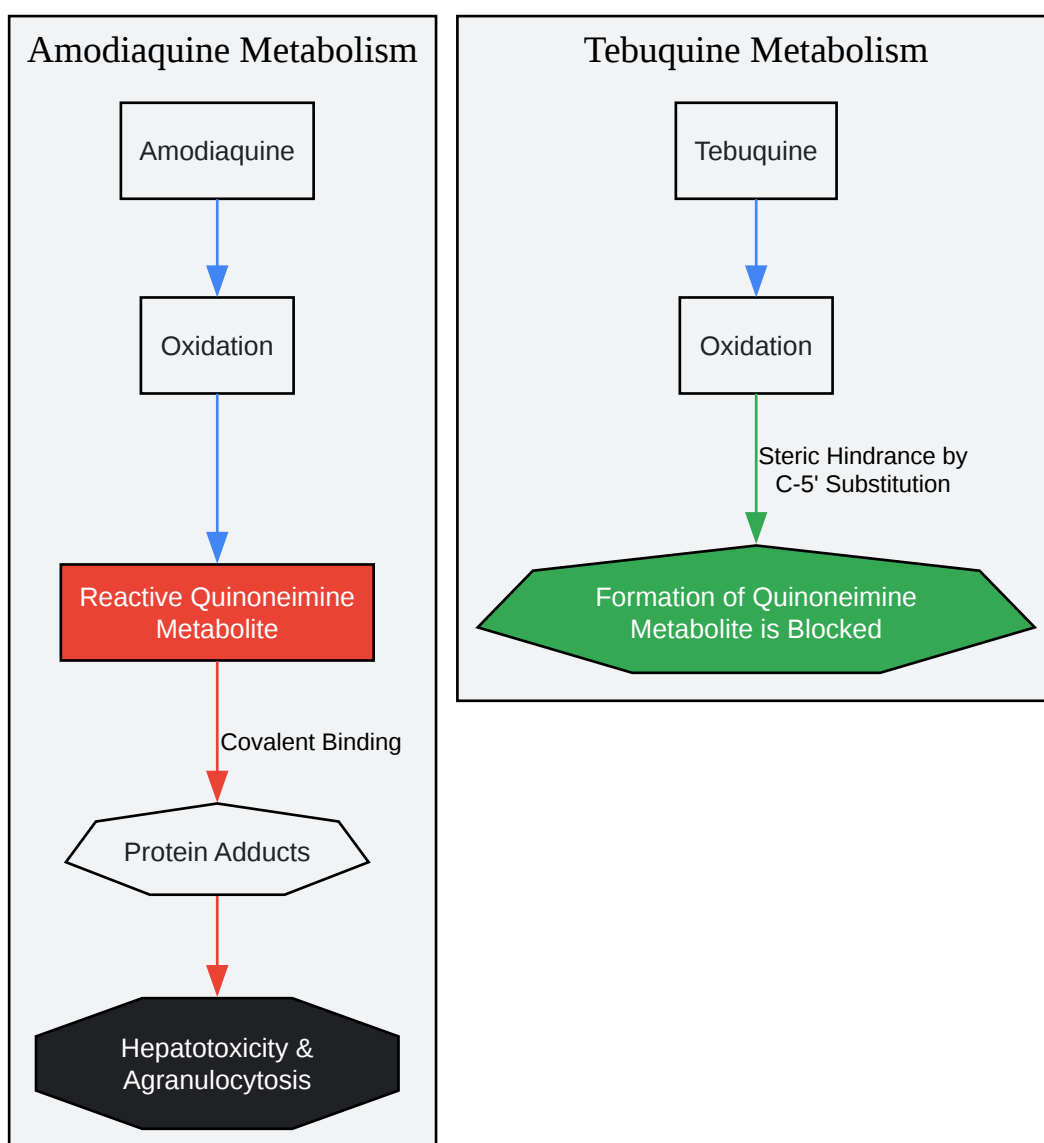 Amodiaquine Metabolism
Amodiaquine
Oxidation
Reactive Quinoneimine
Metabolite
Covalent Binding
Protein Adducts
Hepatotoxicity &
Agranulocytosis
Tebuquine Metabolism
Tebuquine
Oxidation
Steric Hindrance by
C-5' Substitution
Formation of Quinoneimine
Metabolite is Blocked